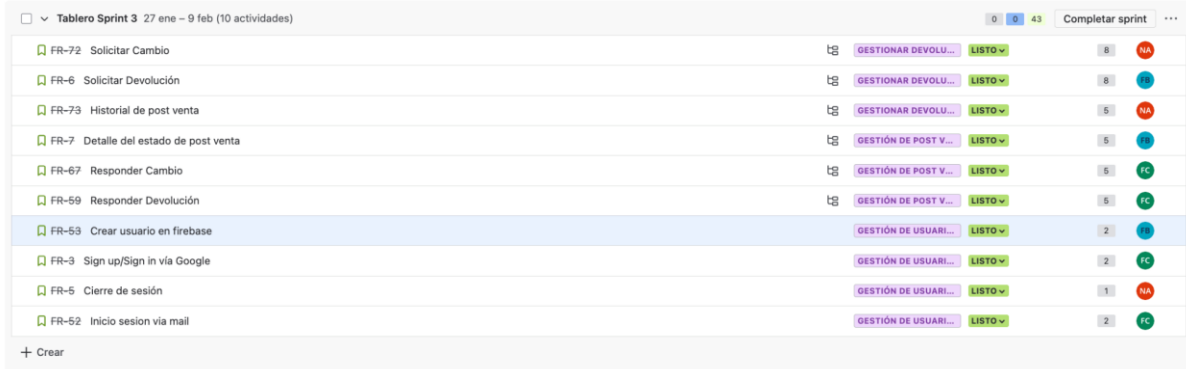 Tablero Sprint 3 27 ene – 9 feb (10 actividades) 0 0 43 Completar sprint ...
FR-72 Solicitar Cambio GESTIONAR DEVOLU... LISTO 8 NA
FR-6 Solicitar Devolución GESTIONAR DEVOLU... LISTO 8 FB
FR-73 Historial de post venta GESTIONAR DEVOLU... LISTO 5 NA
FR-7 Detalle del estado de post venta GESTIÓN DE POST V... LISTO 5 FB
FR-67 Responder Cambio GESTIÓN DE POST V... LISTO 5 FC
FR-59 Responder Devolución GESTIÓN DE POST V... LISTO 5 FC
FR-53 Crear usuario en firebase GESTIÓN DE USUARI... LISTO 2 FB
FR-3 Sign up/Sign in vía Google GESTIÓN DE USUARI... LISTO 2 FC
FR-5 Cierre de sesión GESTIÓN DE USUARI... LISTO 1 NA
FR-52 Inicio sesion via mail GESTIÓN DE USUARI... LISTO 2 FC
+ Crear